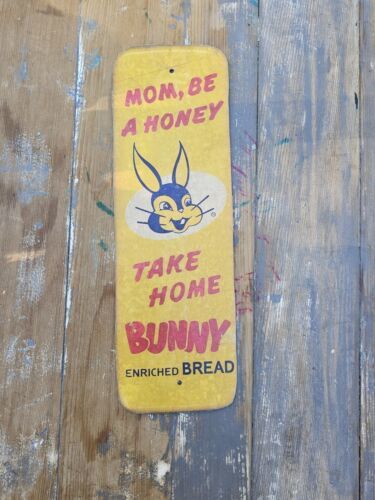 MOM, BE
A HONEY
®
TAKE
HOME
BUNNY
ENRICHED BREAD